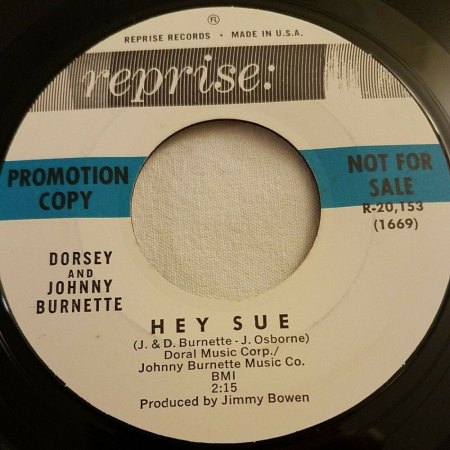 ®
REPRISE RECORDS • MADE IN U.S.A.
reprise:
PROMOTION
COPY
NOT FOR
SALE
R-20,153
(1669)
DORSEY
AND
JOHNNY
BURNETTE
HEY SUE
(J. & D. Burnette - J. Osborne)
Doral Music Corp./
Johnny Burnette Music Co.
BMI
2:15
Produced by Jimmy Bowen